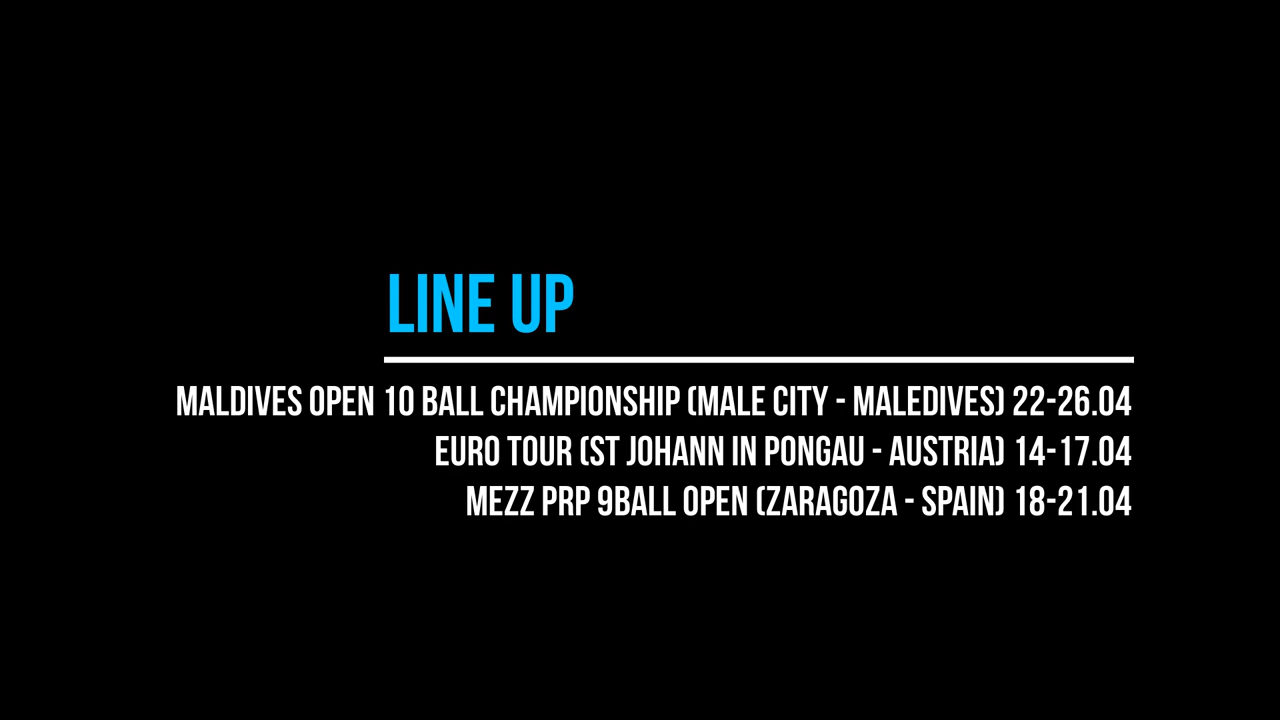 LINE UP
MALDIVES OPEN 10 BALL CHAMPIONSHIP (MALE CITY - MALEDIVES) 22-26.04
EURO TOUR (ST JOHANN IN PONGAU - AUSTRIA) 14-17.04
MEZZ PRP 9BALL OPEN (ZARAGOZA - SPAIN) 18-21.04